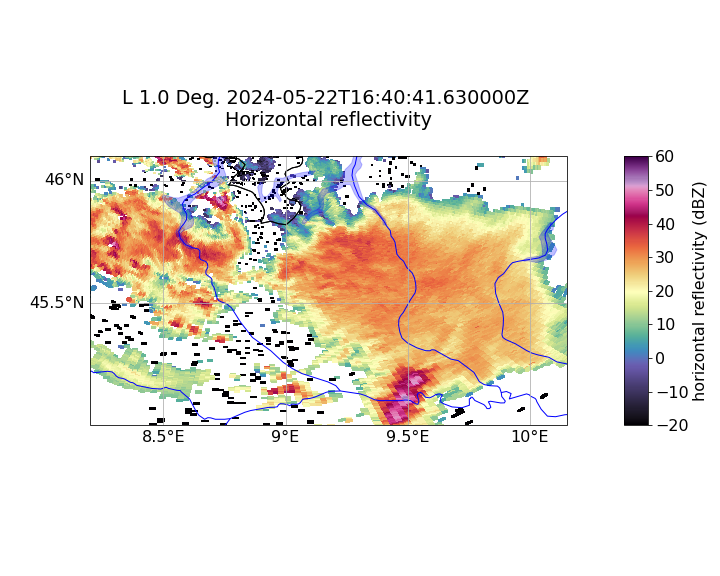 L 1.0 Deg. 2024-05-22T16:40:41.630000Z
Horizontal reflectivity
46°N
45.5°N
8.5°E
9°E
9.5°E
10°E
60
50
40
30
20
10
0
−10
−20
horizontal reflectivity (dBZ)